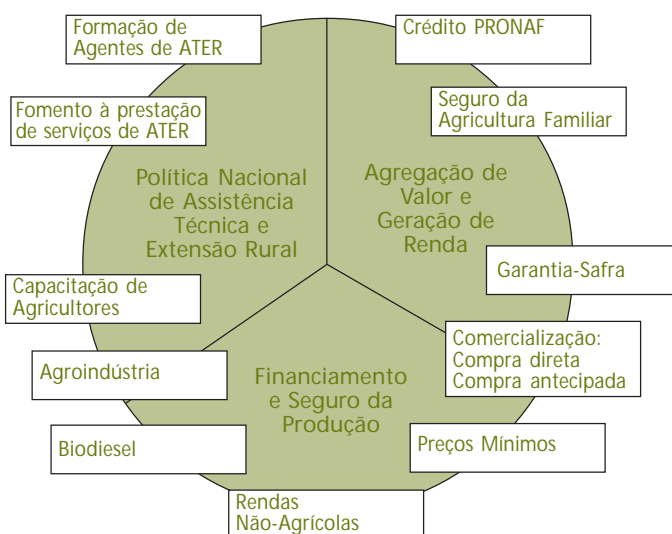 Formação de
Agentes de ATER
Crédito PRONAF
Fomento à prestação
de serviços de ATER
Seguro da
Agricultura Familiar
Política Nacional
de Assistência
Técnica e
Extensão Rural
Agregação de
Valor e
Geração de
Renda
Garantia-Safra
Capacitação de
Agricultores
Comercialização:
Compra direta
Compra antecipada
Agroindústria
Financiamento
e Seguro da
Produção
Biodiesel
Preços Mínimos
Rendas
Não-Agrícolas